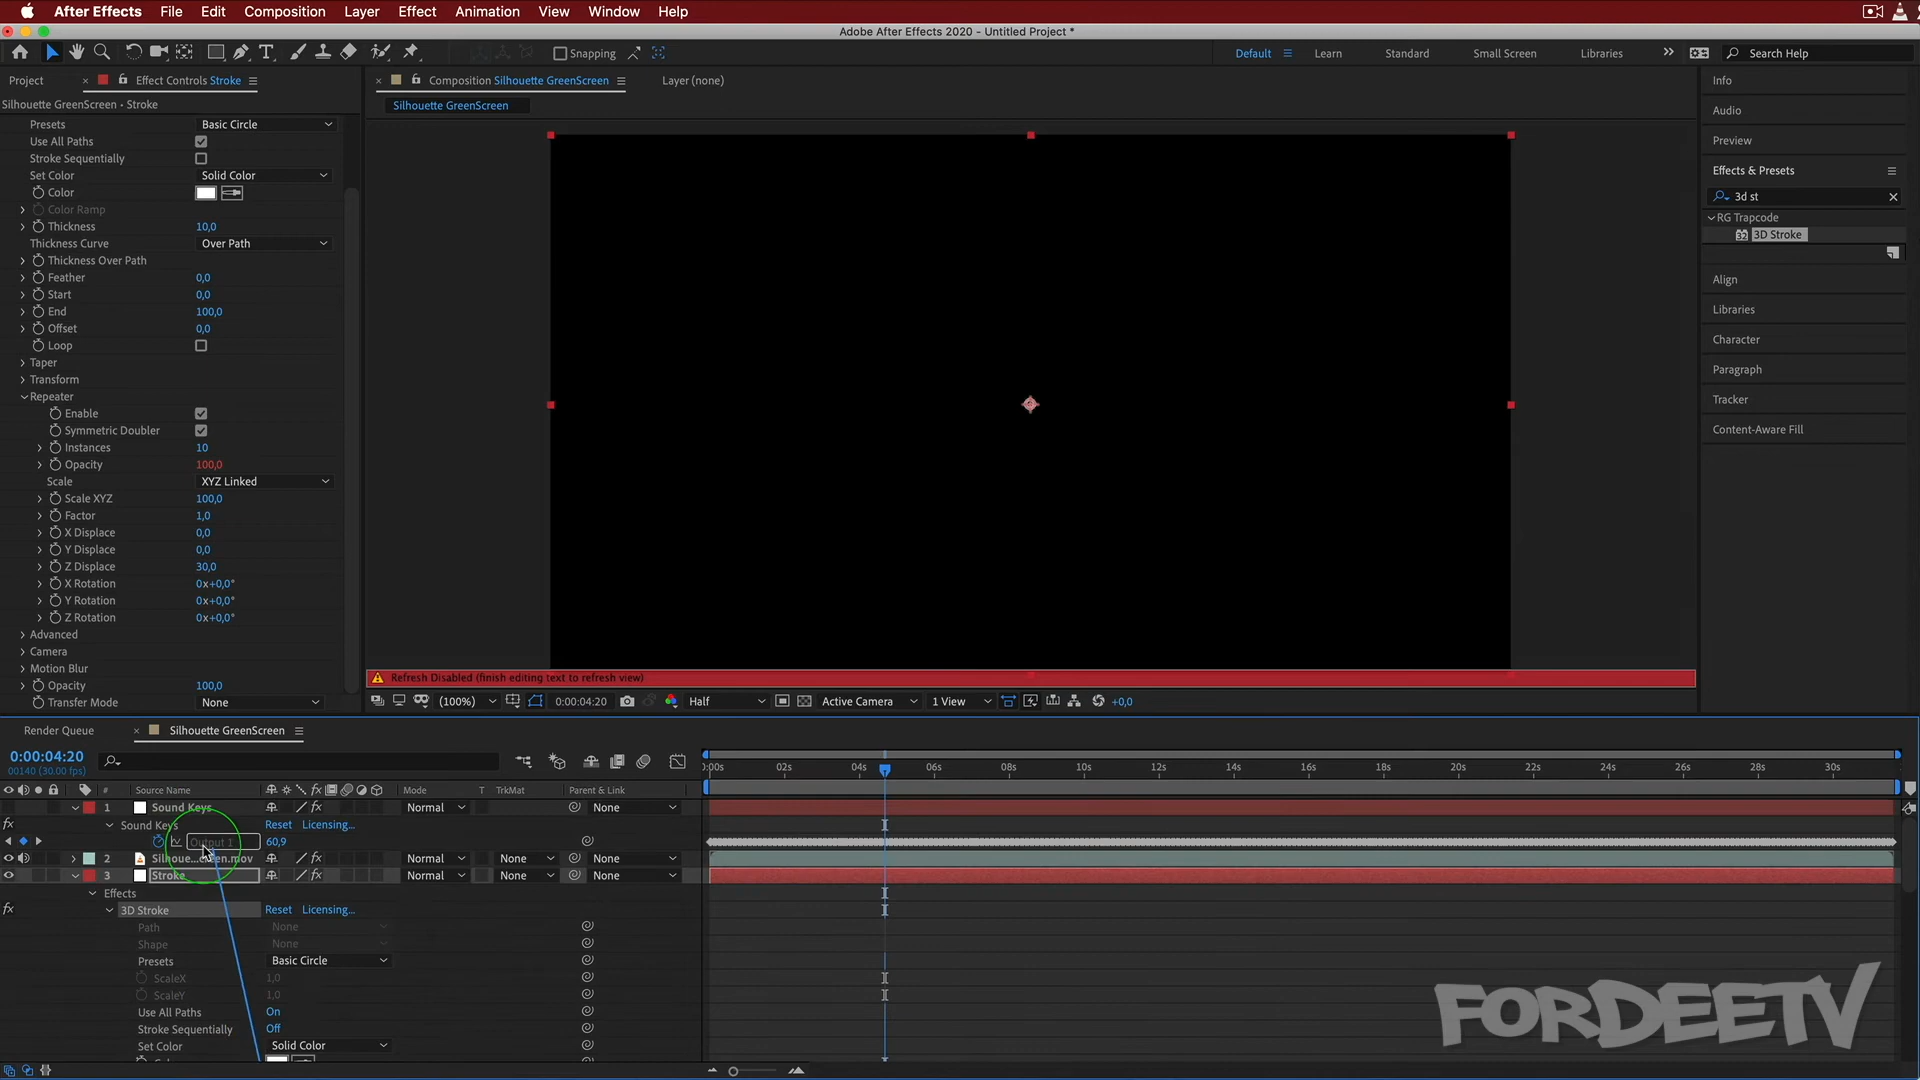 After Effects File Edit Composition Layer Effect Animation View Window Help
Adobe After Effects 2020 - Untitled Project *
Snapping Default Learn Standard Small Screen Libraries Search Help
Project Effect Controls Stroke Composition Silhouette GreenScreen Layer (none) Info
Silhouette GreenScreen • Stroke Silhouette GreenScreen
Audio
Presets Basic Circle
Use All Paths Preview
Stroke Sequentially
Set Color Solid Color Effects & Presets
Color 3d st
Color Ramp RG Trapcode
Thickness 10,0 32 3D Stroke
Thickness Curve Over Path
Thickness Over Path
Feather 0,0 Align
Start 0,0
End 100,0 Libraries
Offset 0,0
Loop Character
Taper
Transform Paragraph
Repeater Tracker
Enable
Symmetric Doubler Content-Aware Fill
Instances 10
Opacity 100,0
Scale XYZ Linked
Scale XYZ 100,0
Factor 1,0
X Displace 0,0
Y Displace 0,0
Z Displace 30,0
X Rotation 0x+0,0°
Y Rotation 0x+0,0°
Z Rotation 0x+0,0°
Advanced
Camera
Motion Blur
Opacity 100,0
Transfer Mode None
Refresh Disabled (finish editing text to refresh view)
(100%) 0:00:04:20 Half Active Camera 1 View +0,0
Render Queue Silhouette GreenScreen
0:00:04:20
00140 (30.00 fps)
):00s 02s 04s 06s 08s 10s 12s 14s 16s 18s 20s 22s 24s 26s 28s 30s
# Source Name Mode T TrkMat Parent & Link
1 Sound Keys Normal None
fx Sound Keys Reset Licensing...
Output 1 60,9
2 Silhoue...creen.mov Normal None None
3 Stroke Normal None None
Effects
fx 3D Stroke Reset Licensing...
Path None
Shape None
Presets Basic Circle
ScaleX 1,0
ScaleY 1,0
Use All Paths On
Stroke Sequentially Off
Set Color Solid Color
FORDEETV